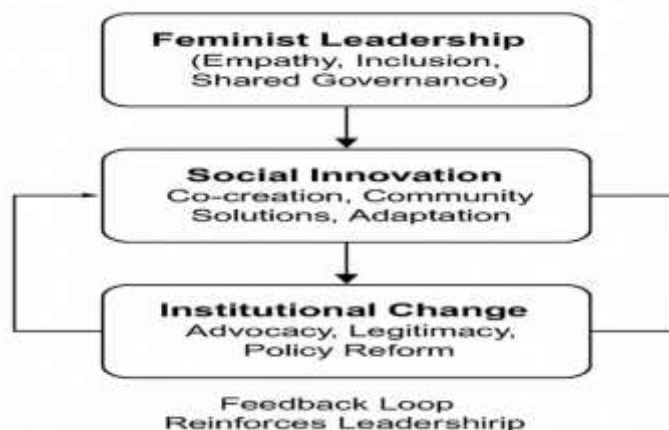 Feminist Leadership
(Empathy, Inclusion,
Shared Governance)
Social Innovation
Co-creation, Community
Solutions, Adaptation
Institutional Change
Advocacy, Legitimacy,
Policy Reform
Feedback Loop
Reinforces Leadershirip